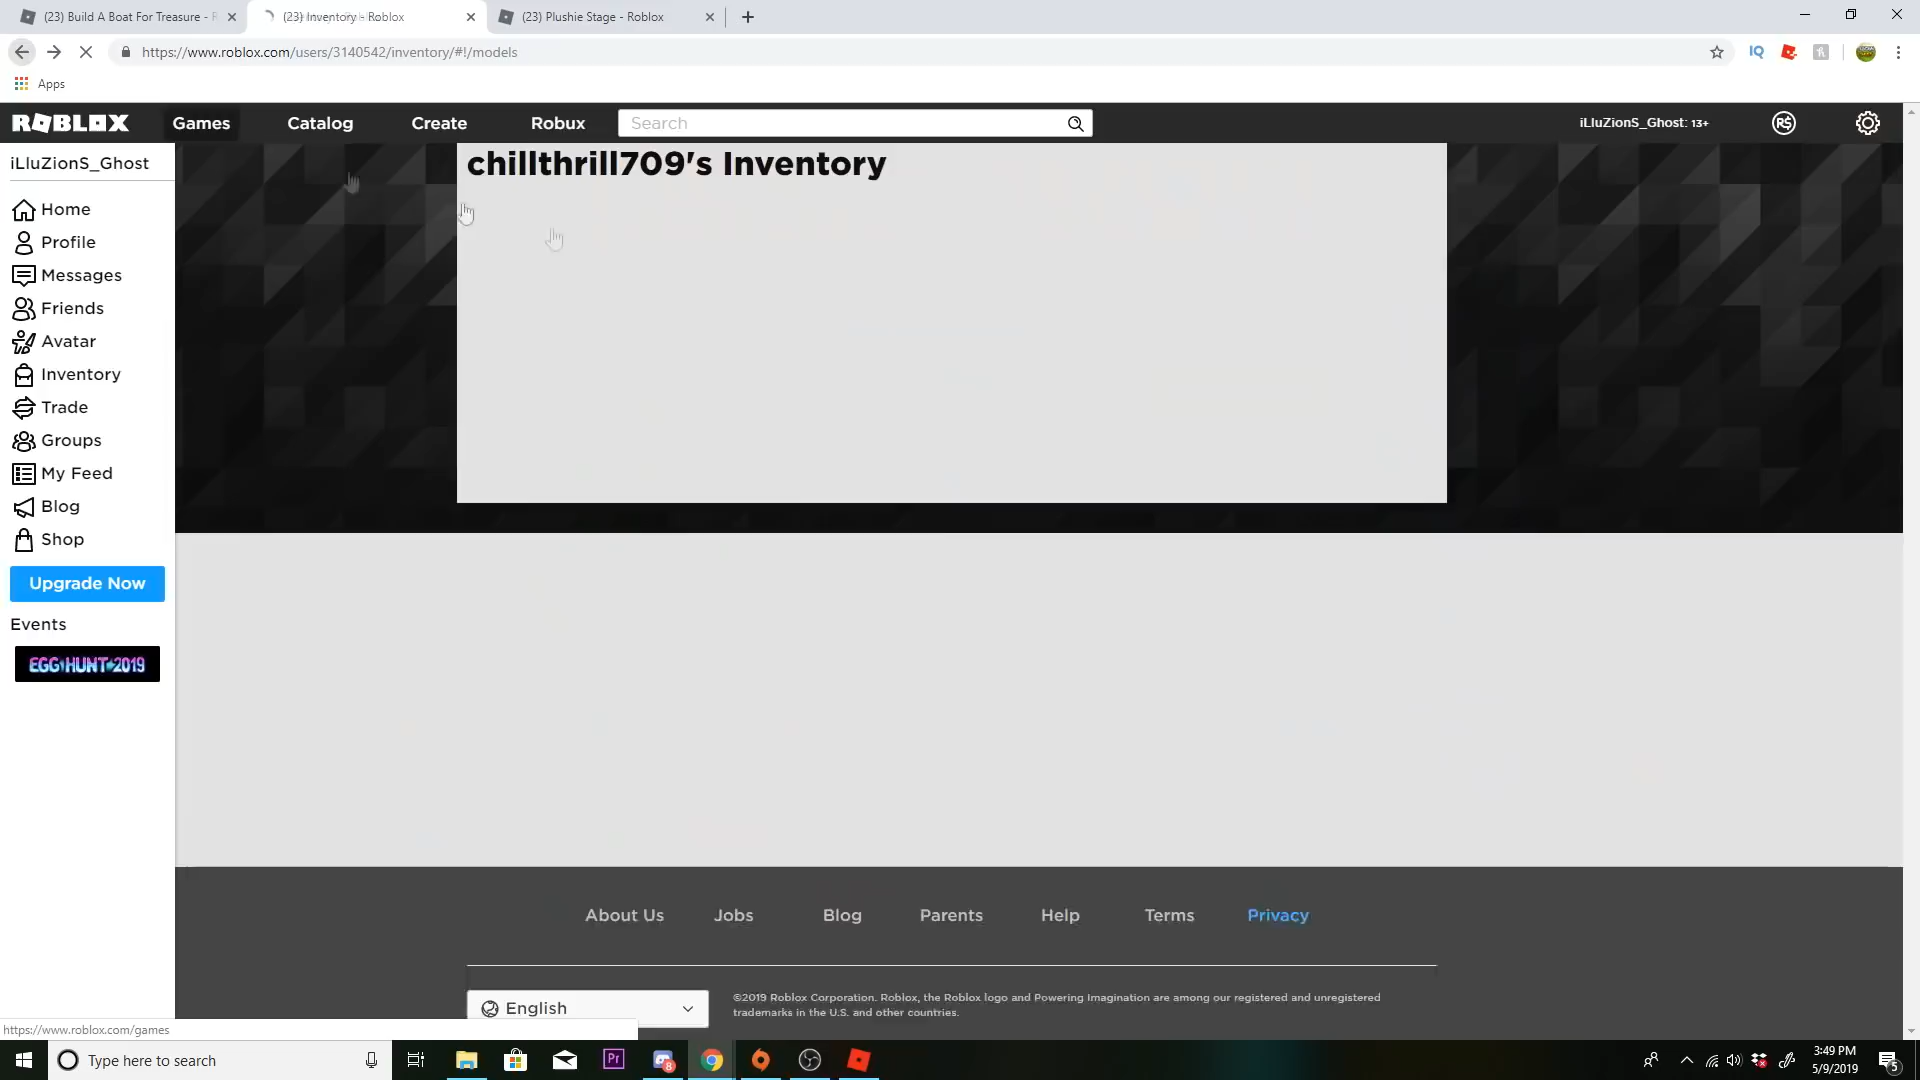 (23) Build A Boat For Treasure - R
(23) Inventory - Roblox
(23) Plushie Stage - Roblox
https://www.roblox.com/users/3140542/inventory/#!/models
IQ
Apps
ROBLOX
Games
Catalog
Create
Robux
Search
iLluZionS_Ghost: 13+
R$
iLluZionS_Ghost
chillthrill709's Inventory
Home
Profile
Messages
Friends
Avatar
Inventory
Trade
Groups
My Feed
Blog
Shop
Upgrade Now
Events
EGG HUNT 2019
About Us
Jobs
Blog
Parents
Help
Terms
Privacy
English
©2019 Roblox Corporation. Roblox, the Roblox logo and Powering Imagination are among our registered and unregistered
trademarks in the U.S. and other countries.
https://www.roblox.com/games
Type here to search
Pr
8
3:49 PM
5/9/2019
5